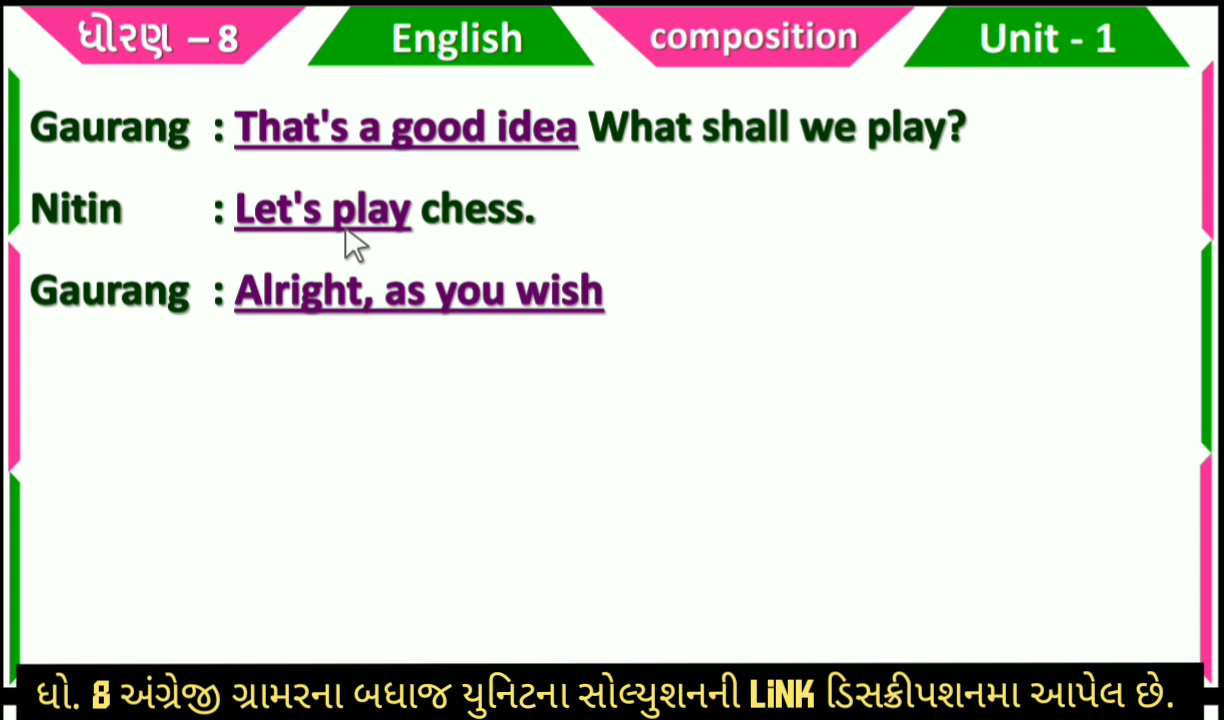 ધોરણ – 8 English composition Unit - 1
Gaurang : That's a good idea What shall we play?
Nitin : Let's play chess.
Gaurang : Alright, as you wish
ધો. 8 અંગ્રેજી ગ્રામરના બધાજ યુનિટના સોલ્યુશનની LiNK ડિસક્રીપશનમા આપેલ છે.